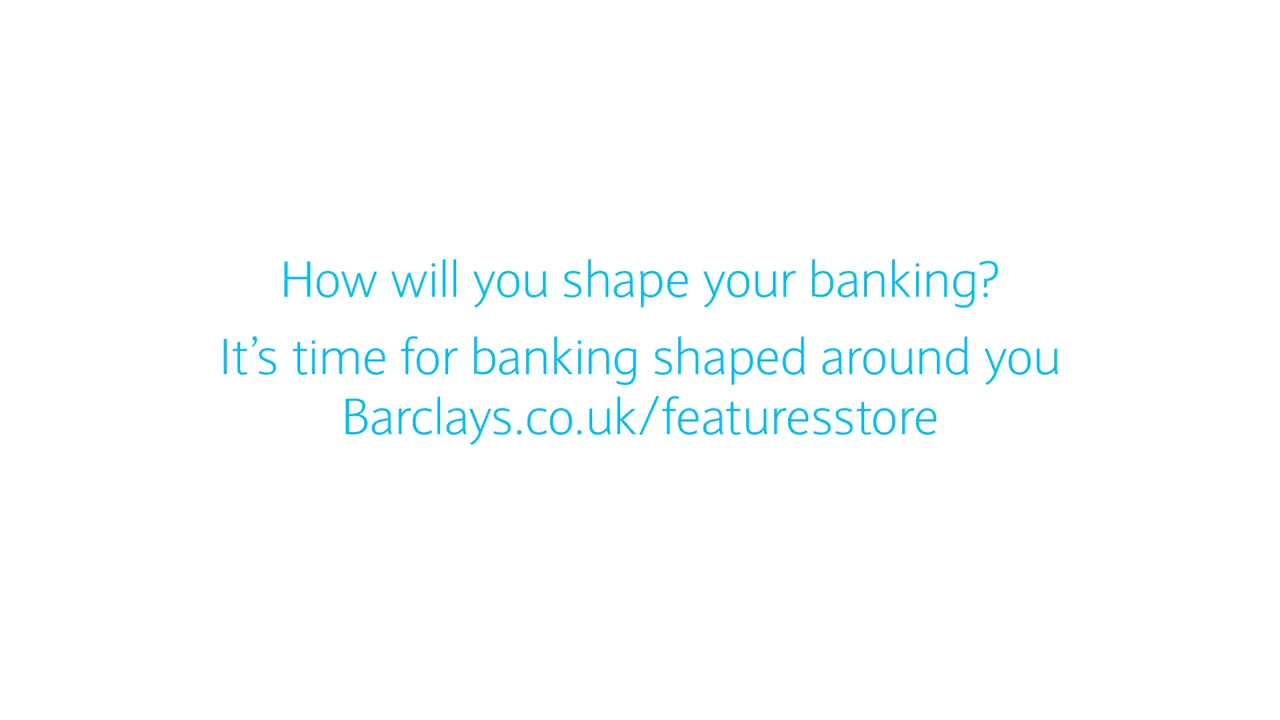 How will you shape your banking?
It’s time for banking shaped around you
Barclays.co.uk/featuresstore